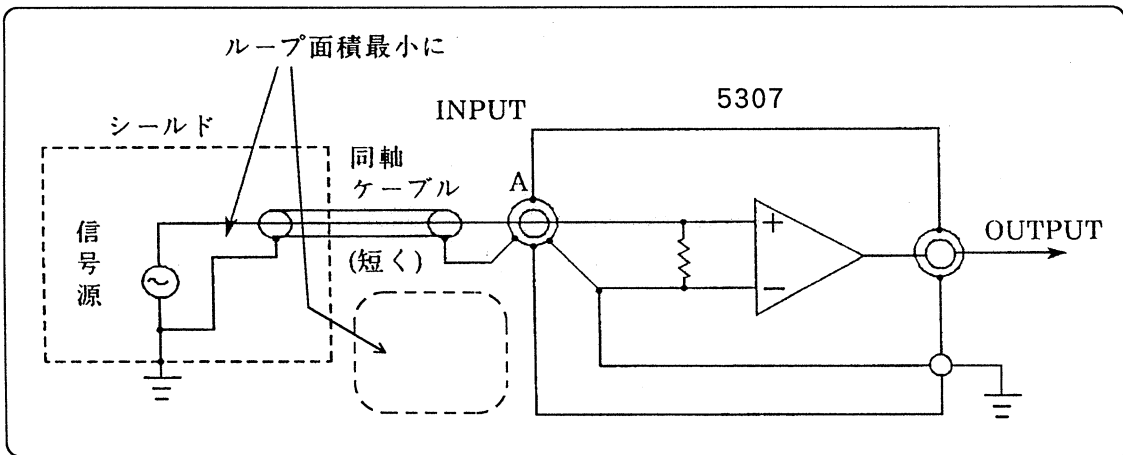 ループ面積最小に
INPUT
5307
シールド
同軸
ケーブル
A
信号源
(短く)
+
−
OUTPUT